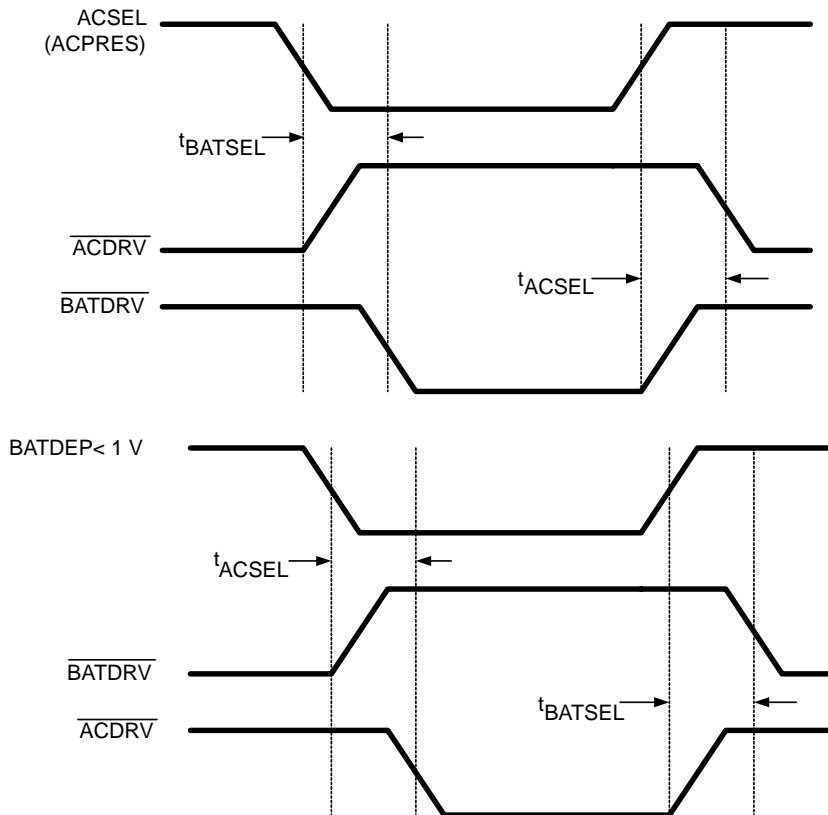 ACSEL
(ACPRES)
tBATSEL
ACDRV
tACSEL
BATDRV
BATDEP< 1 V
tACSEL
BATDRV
tBATSEL
ACDRV